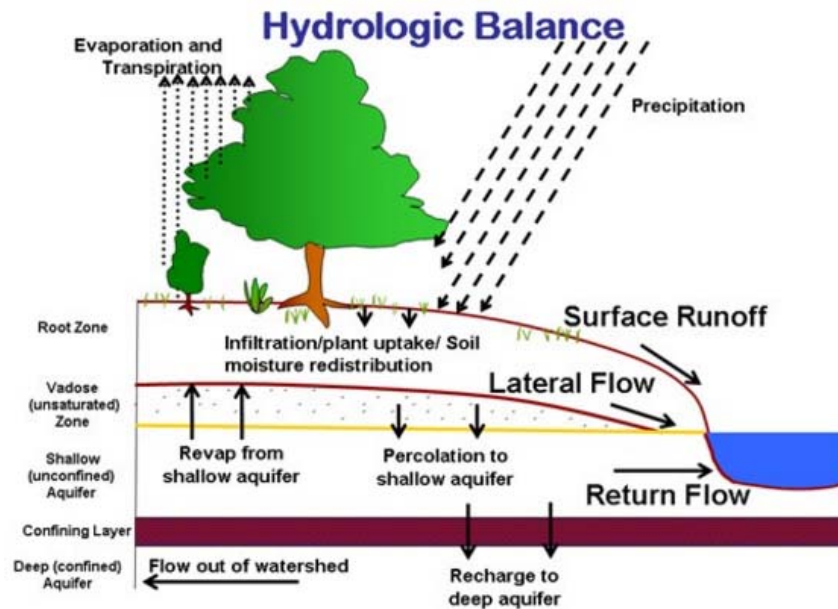 Hydrologic Balance
Evaporation and
Transpiration
Precipitation
Root Zone
Infiltration/plant uptake/ Soil
moisture redistribution
Surface Runoff
Lateral Flow
Vadose
(unsaturated)
Zone
Revap from
shallow aquifer
Percolation to
shallow aquifer
Shallow
(unconfined)
Aquifer
Return Flow
Confining Layer
Deep (confined)
Aquifer
Flow out of watershed
Recharge to
deep aquifer